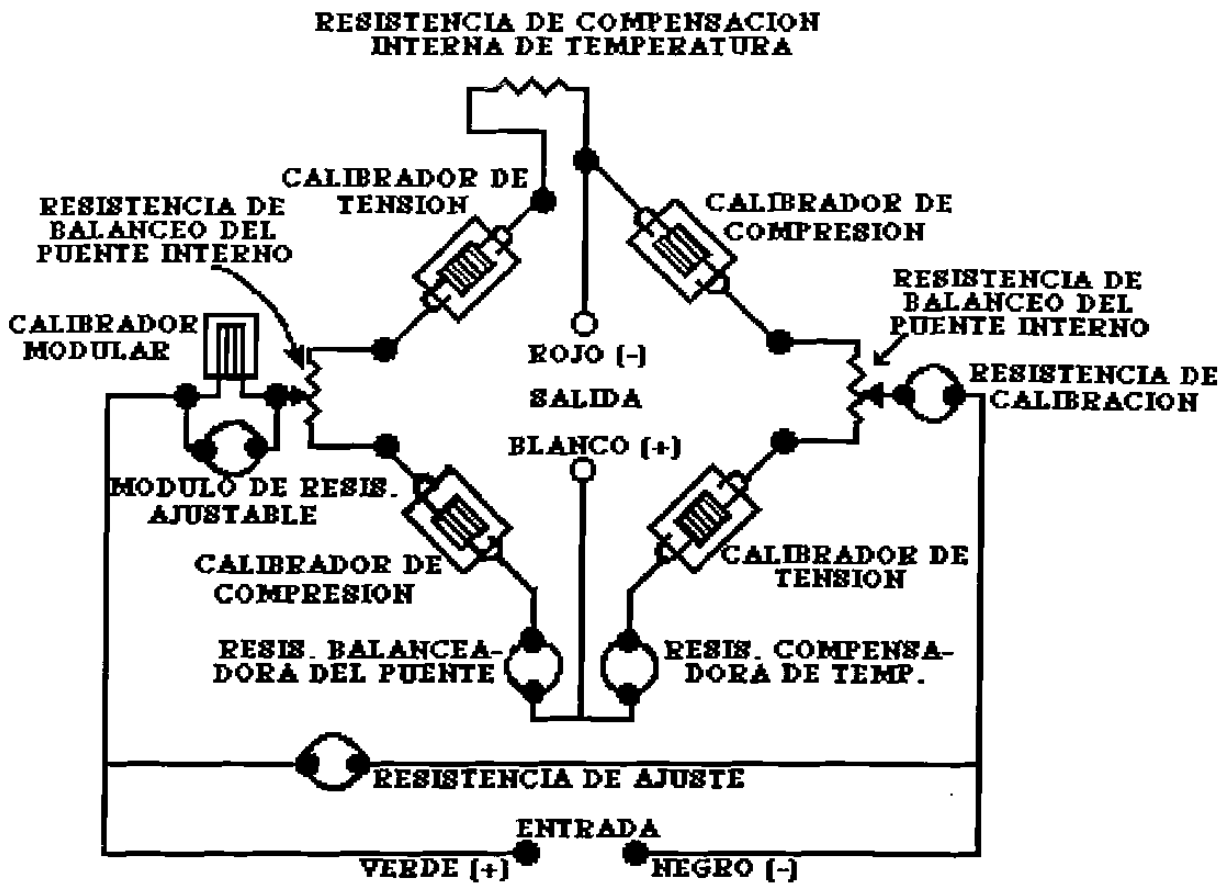 RESISTENCIA DE COMPENSACION
INTERNA DE TEMPERATURA
CALIBRADOR DE
TENSION
RESISTENCIA DE
BALANCEO DEL
PUENTE INTERNO
CALIBRADOR DE
COMPRESION
RESISTENCIA DE
BALANCEO DEL
PUENTE INTERNO
CALIBRADOR
MODULAR
ROJO (-)
SALIDA
BLANCO (+)
RESISTENCIA DE
CALIBRACION
MODULO DE RESIS.
AJUSTABLE
CALIBRADOR DE
COMPRESION
CALIBRADOR DE
TENSION
RESIS. BALANCEA-
DORA DEL PUENTE
RESIS. COMPENSA-
DORA DE TEMP.
RESISTENCIA DE AJUSTE
ENTRADA
VERDE (+)
NEGRO (-)